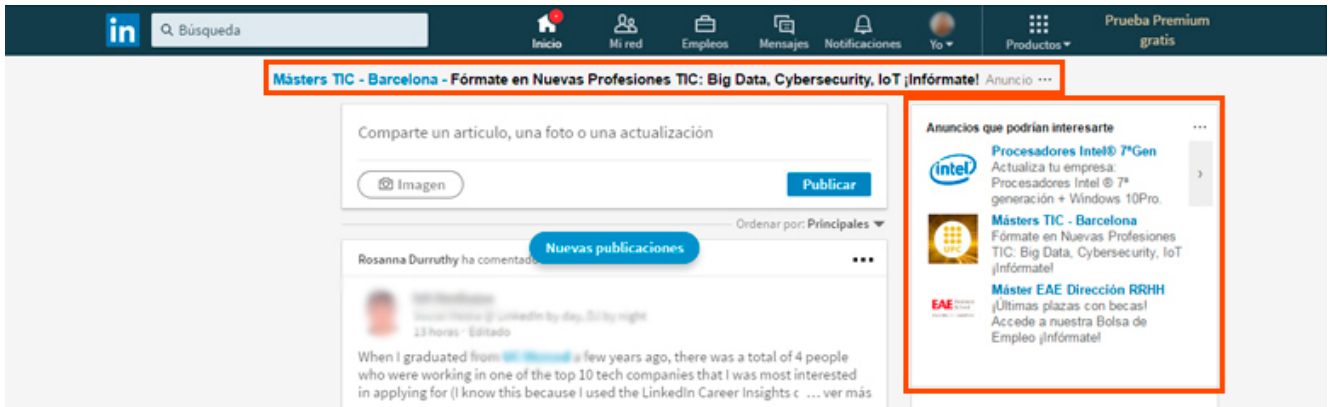 in
Búsqueda
Inicio
Mi red
Empleos
Mensajes
Notificaciones
Yo
Productos
Prueba Premium
gratis
Másters TIC - Barcelona - Fórmate en Nuevas Profesiones TIC: Big Data, Cybersecurity, IoT ¡Infórmate! Anuncio ...
Comparte un artículo, una foto o una actualización
Imagen
Publicar
Ordenar por: Principales
Nuevas publicaciones
Rosanna Durruthy ha comentado
LinkedIn by day, DJ by night
13 horas · Editado
When I graduated from a few years ago, there was a total of 4 people
who were working in one of the top 10 tech companies that I was most interested
in applying for (I know this because I used the LinkedIn Career Insights c ... ver más
Anuncios que podrían interesarte ...
intel
Procesadores Intel® 7ªGen
Actualiza tu empresa:
Procesadores Intel ® 7ª
generación + Windows 10Pro.
UPC
Másters TIC - Barcelona
Fórmate en Nuevas Profesiones
TIC: Big Data, Cybersecurity, IoT
¡Infórmate!
EAE
Máster EAE Dirección RRHH
¡Últimas plazas con becas!
Accede a nuestra Bolsa de
Empleo ¡Infórmate!